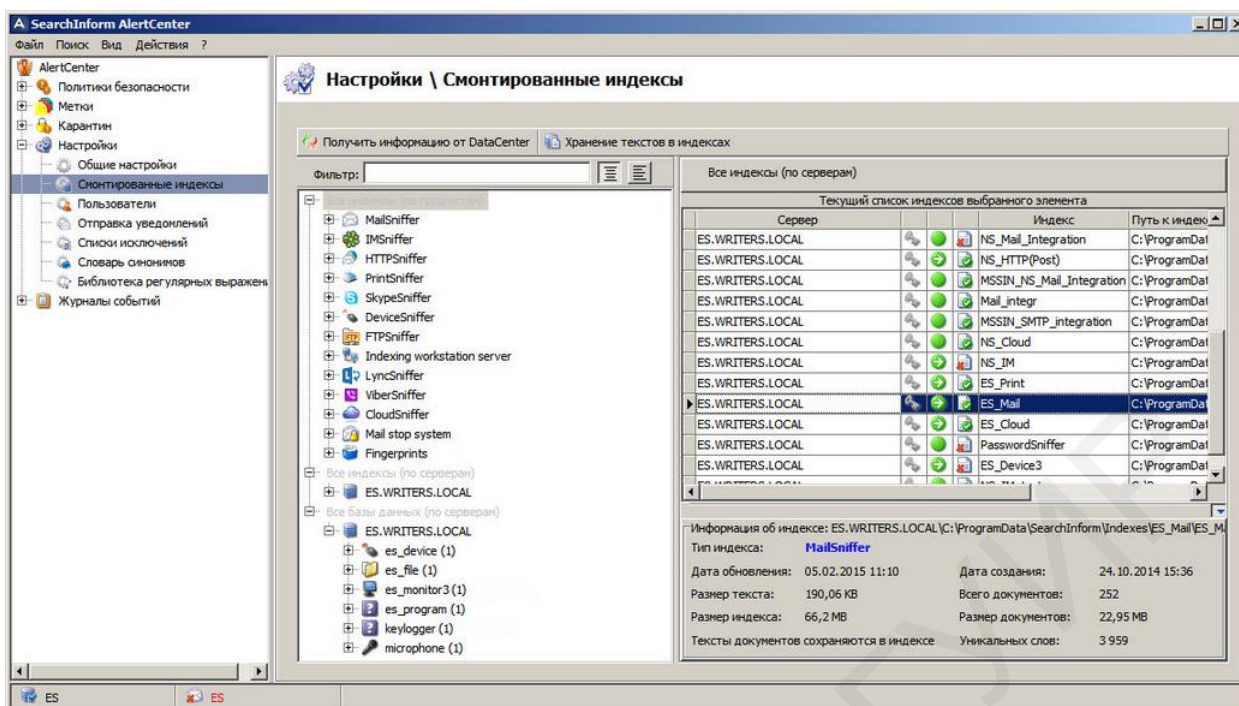 SearchInform AlertCenter
Файл Поиск Вид Действия ?
AlertCenter
Политики безопасности
Метки
Карантин
Настройки
Общие настройки
Смонтированные индексы
Пользователи
Отправка уведомлений
Списки исключений
Словарь синонимов
Библиотека регулярных выражен
Журналы событий
Настройки \ Смонтированные индексы
Получить информацию от DataCenter Хранение текстов в индексах
Фильтр:
Все индексы (по продуктам)
MailSniffer
IMSniffer
HTTPSniffer
PrintSniffer
SkypeSniffer
DeviceSniffer
FTPSniffer
Indexing workstation server
LyncSniffer
ViberSniffer
CloudSniffer
Mail stop system
Fingerprints
Все индексы (по серверам)
ES.WRITERS.LOCAL
Все базы данных (по серверам)
ES.WRITERS.LOCAL
es_device (1)
es_file (1)
es_monitor3 (1)
es_program (1)
keylogger (1)
microphone (1)
Все индексы (по серверам)
Текущий список индексов выбранного элемента
Сервер Индекс Путь к индек
ES.WRITERS.LOCAL NS_Mail_Integration C:\ProgramDat
ES.WRITERS.LOCAL NS_HTTP(Post) C:\ProgramDat
ES.WRITERS.LOCAL MSSIN_NS_Mail_Integration C:\ProgramDat
ES.WRITERS.LOCAL Mail_integr C:\ProgramDat
ES.WRITERS.LOCAL MSSIN_SMTP_integration C:\ProgramDat
ES.WRITERS.LOCAL NS_Cloud C:\ProgramDat
ES.WRITERS.LOCAL NS_IM C:\ProgramDat
ES.WRITERS.LOCAL ES_Print C:\ProgramDat
ES.WRITERS.LOCAL ES_Mail C:\ProgramDat
ES.WRITERS.LOCAL ES_Cloud C:\ProgramDat
ES.WRITERS.LOCAL PasswordSniffer C:\ProgramDat
ES.WRITERS.LOCAL ES_Device3 C:\ProgramDat
Информация об индексе: ES.WRITERS.LOCAL\C:\ProgramData\SearchInform\Indexes\ES_Mail\ES_M
Тип индекса: MailSniffer
Дата обновления: 05.02.2015 11:10 Дата создания: 24.10.2014 15:36
Размер текста: 190,06 KB Всего документов: 252
Размер индекса: 66,2 MB Размер документов: 22,95 MB
Тексты документов сохраняются в индексе Уникальных слов: 3 959
ES ES